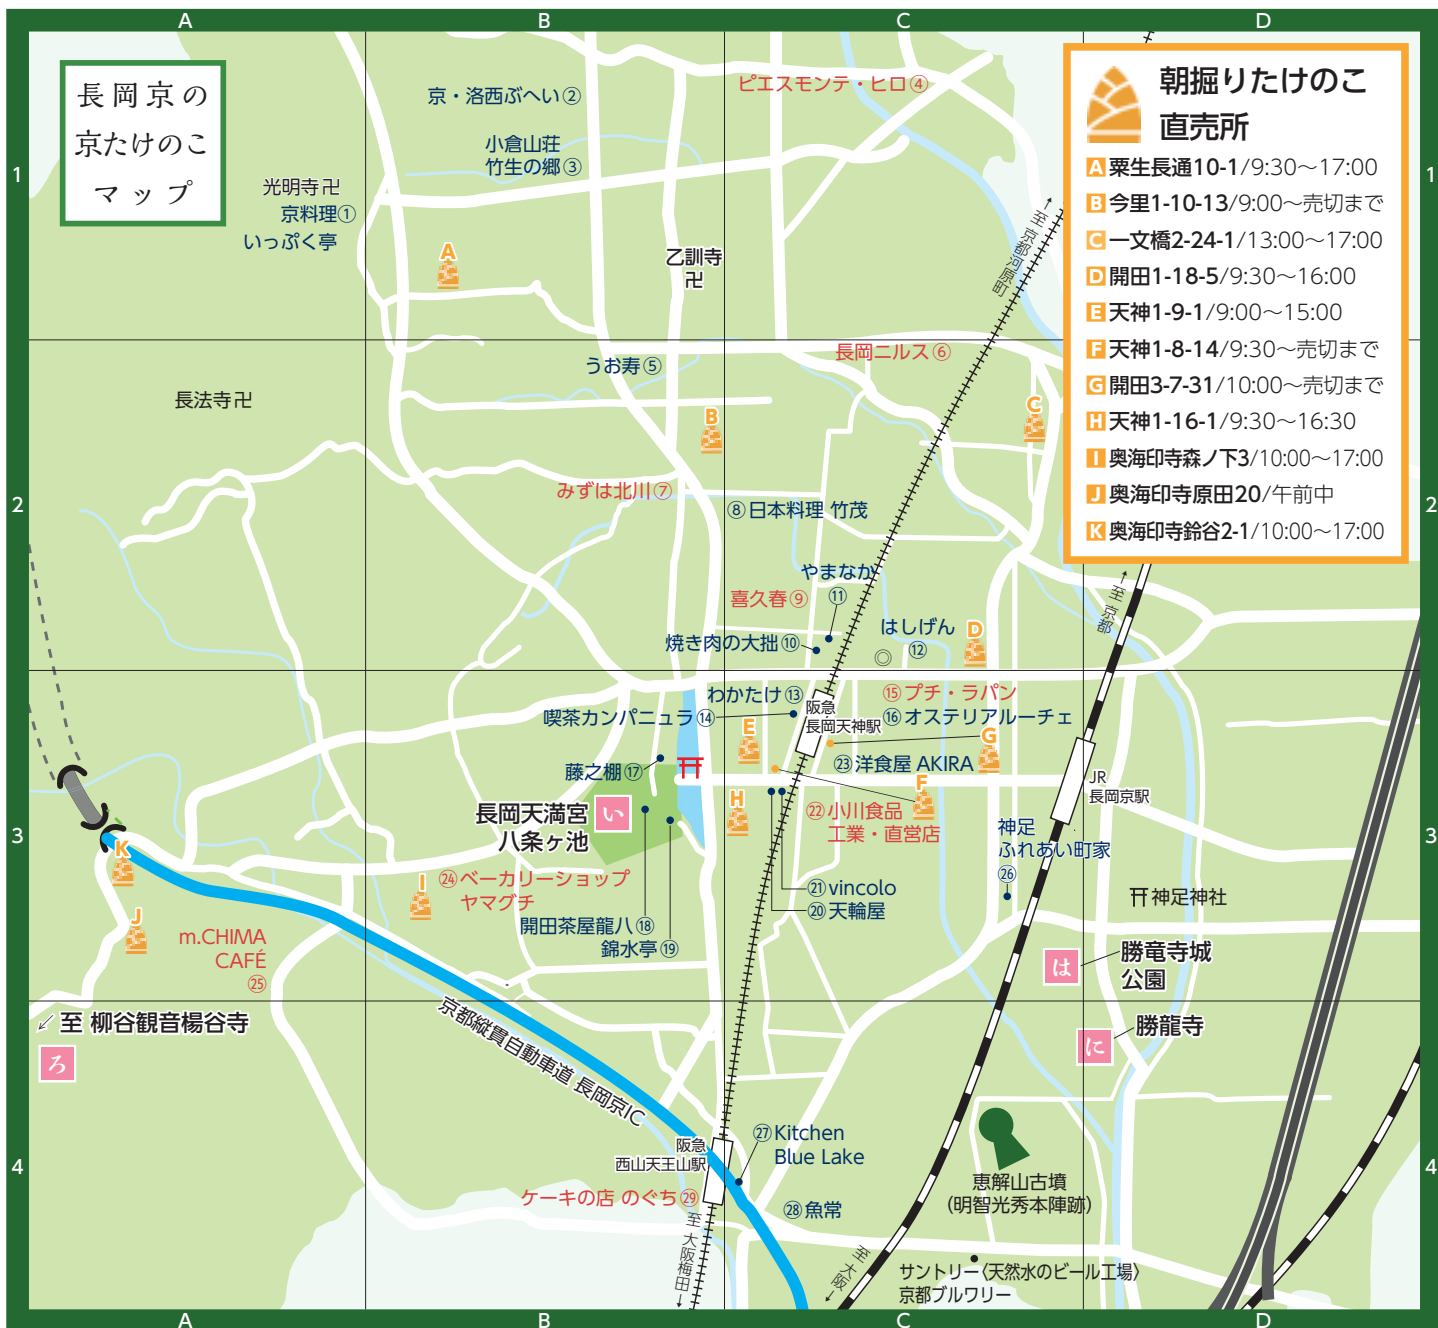 A
B
C
D
長岡京の
京たけのこ
マップ
朝掘りたけのこ
直売所
A 粟生長通10-1/9:30〜17:00
B 今里1-10-13/9:00〜売切まで
C 一文橋2-24-1/13:00〜17:00
D 開田1-18-5/9:30〜16:00
E 天神1-9-1/9:00〜15:00
F 天神1-8-14/9:30〜売切まで
G 開田3-7-31/10:00〜売切まで
H 天神1-16-1/9:30〜16:30
I 奥海印寺森ノ下3/10:00〜17:00
J 奥海印寺原田20/午前中
K 奥海印寺鈴谷2-1/10:00〜17:00
1
1
京・洛西ぶへい②
ピエスモンテ・ヒロ④
小倉山荘
竹生の郷③
光明寺卍
京料理①
いっぷく亭
A
乙訓寺
卍
←至 京都河原町
長岡ニルス⑥
うお寿⑤
長法寺卍
B
C
みずは北川⑦
2
2
⑧日本料理 竹茂
やまなか
⑪
喜久春⑨
焼き肉の大拙⑩
はしげん
⑫
◎
D
←至 京都
わかたけ⑬
⑮プチ・ラパン
喫茶カンパニュラ⑭
阪急
長岡天神駅
⑯オステリアルーチェ
E
G
藤之棚⑰
㉓洋食屋 AKIRA
JR
長岡京駅
長岡天満宮
八条ヶ池
い
H
F
㉒小川食品
工業・直営店
神足
ふれあい町家
㉖
3
3
K
I
㉔ベーカリーショップ
ヤマグチ
㉑vincolo
⑳天輪屋
开神足神社
J
開田茶屋龍八⑱
錦水亭⑲
m.CHIMA
CAFÉ
㉕
は
勝竜寺城
公園
↙至 柳谷観音楊谷寺
ろ
に
勝龍寺
京都縦貫自動車道 長岡京IC
阪急
西山天王山駅
㉗Kitchen
Blue Lake
恵解山古墳
(明智光秀本陣跡)
4
4
ケーキの店 のぐち㉙
㉘魚常
至 大阪梅田→
至 大阪→
サントリー〈天然水のビール工場〉
京都ブルワリー
A
B
C
D